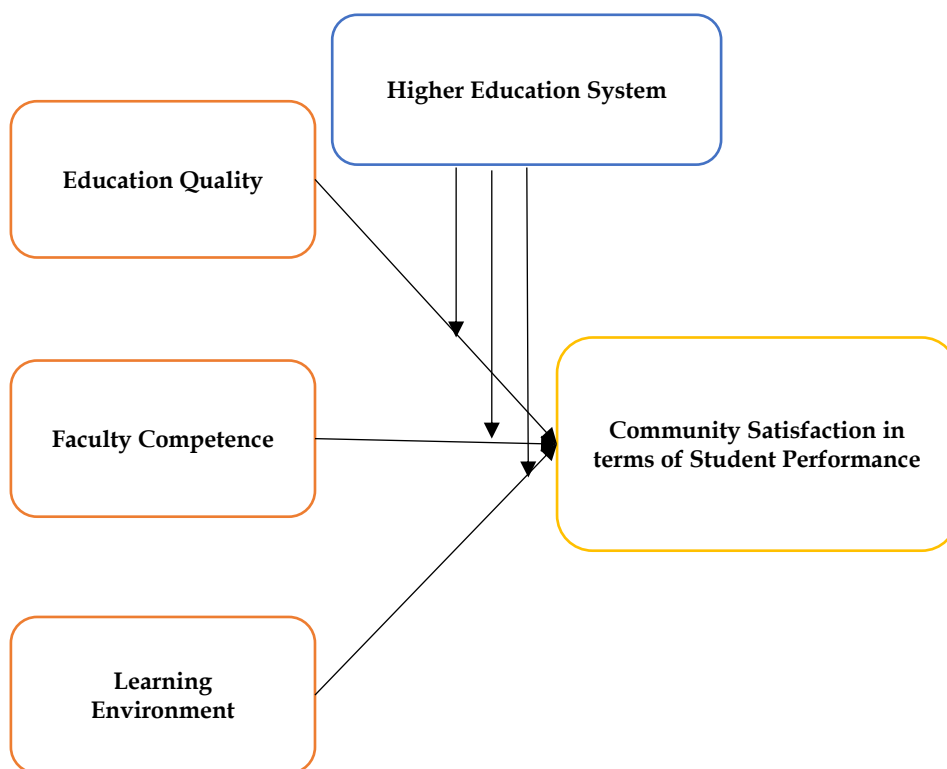 Higher Education System
Education Quality
Faculty Competence
Community Satisfaction in
terms of Student Performance
Learning
Environment